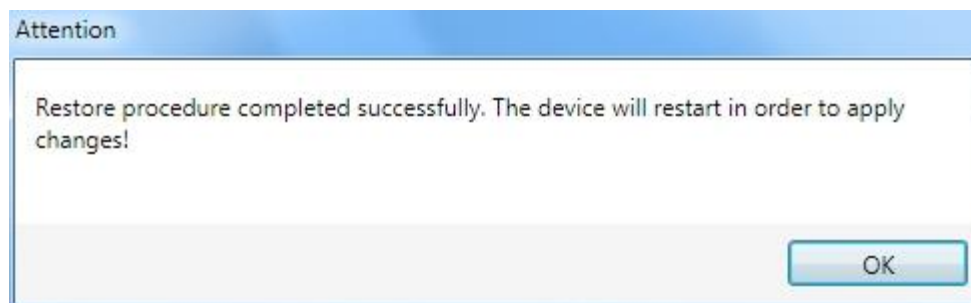 Attention
Restore procedure completed successfully. The device will restart in order to apply
changes!
OK